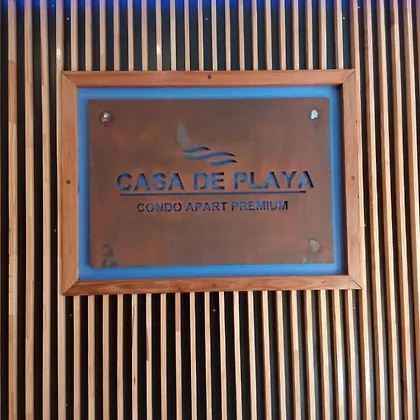 CASA DE PLAYA
CONDO APART PREMIUM